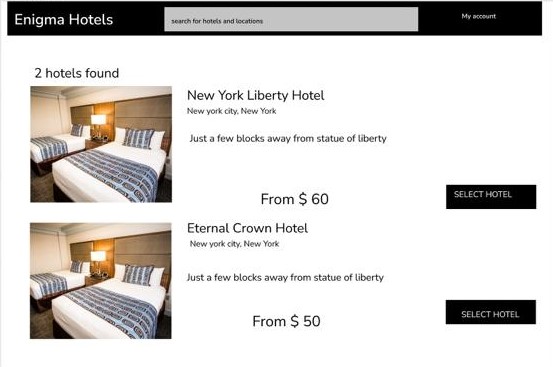 Enigma Hotels
search for hotels and locations
My account
2 hotels found
New York Liberty Hotel
New york city, New York
Just a few blocks away from statue of liberty
From $ 60
SELECT HOTEL
Eternal Crown Hotel
New york city, New York
Just a few blocks away from statue of liberty
From $ 50
SELECT HOTEL